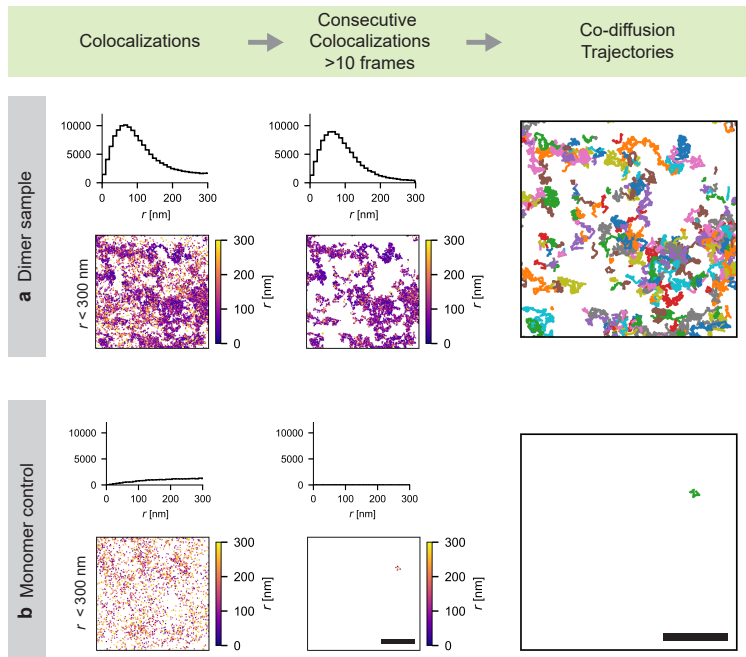 Colocalizations
Consecutive
Colocalizations
>10 frames
Co-diffusion
Trajectories
a Dimer sample
10000
5000
0
0 100 200 300
r [nm]
10000
5000
0
0 100 200 300
r [nm]
r < 300 nm
300
200
100
0
r [nm]
300
200
100
0
r [nm]
b Monomer control
10000
5000
0
0 100 200 300
r [nm]
10000
5000
0
0 100 200 300
r [nm]
r < 300 nm
300
200
100
0
r [nm]
300
200
100
0
r [nm]